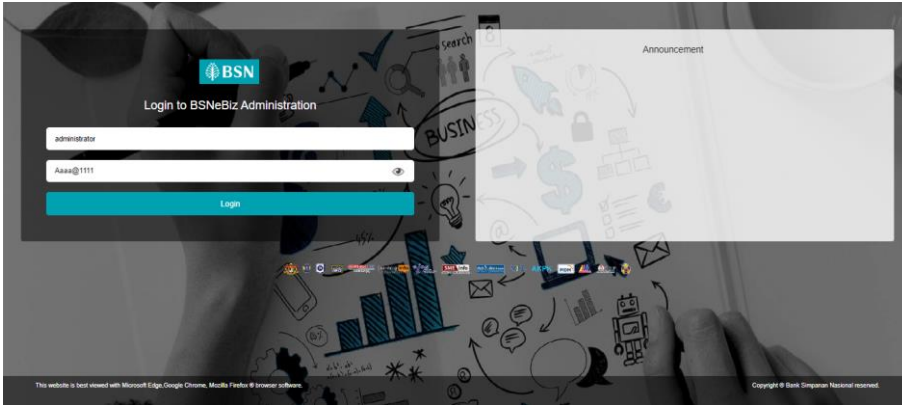 BSN
Login to BSNeBiz Administration
administrator
Aaaa@1111
Login
Announcement
Search
BUSINESS
45%
This website is best viewed with Microsoft Edge,Google Chrome, Mozilla Firefox ® browser software.
Copyright © Bank Simpanan Nasional reserved.